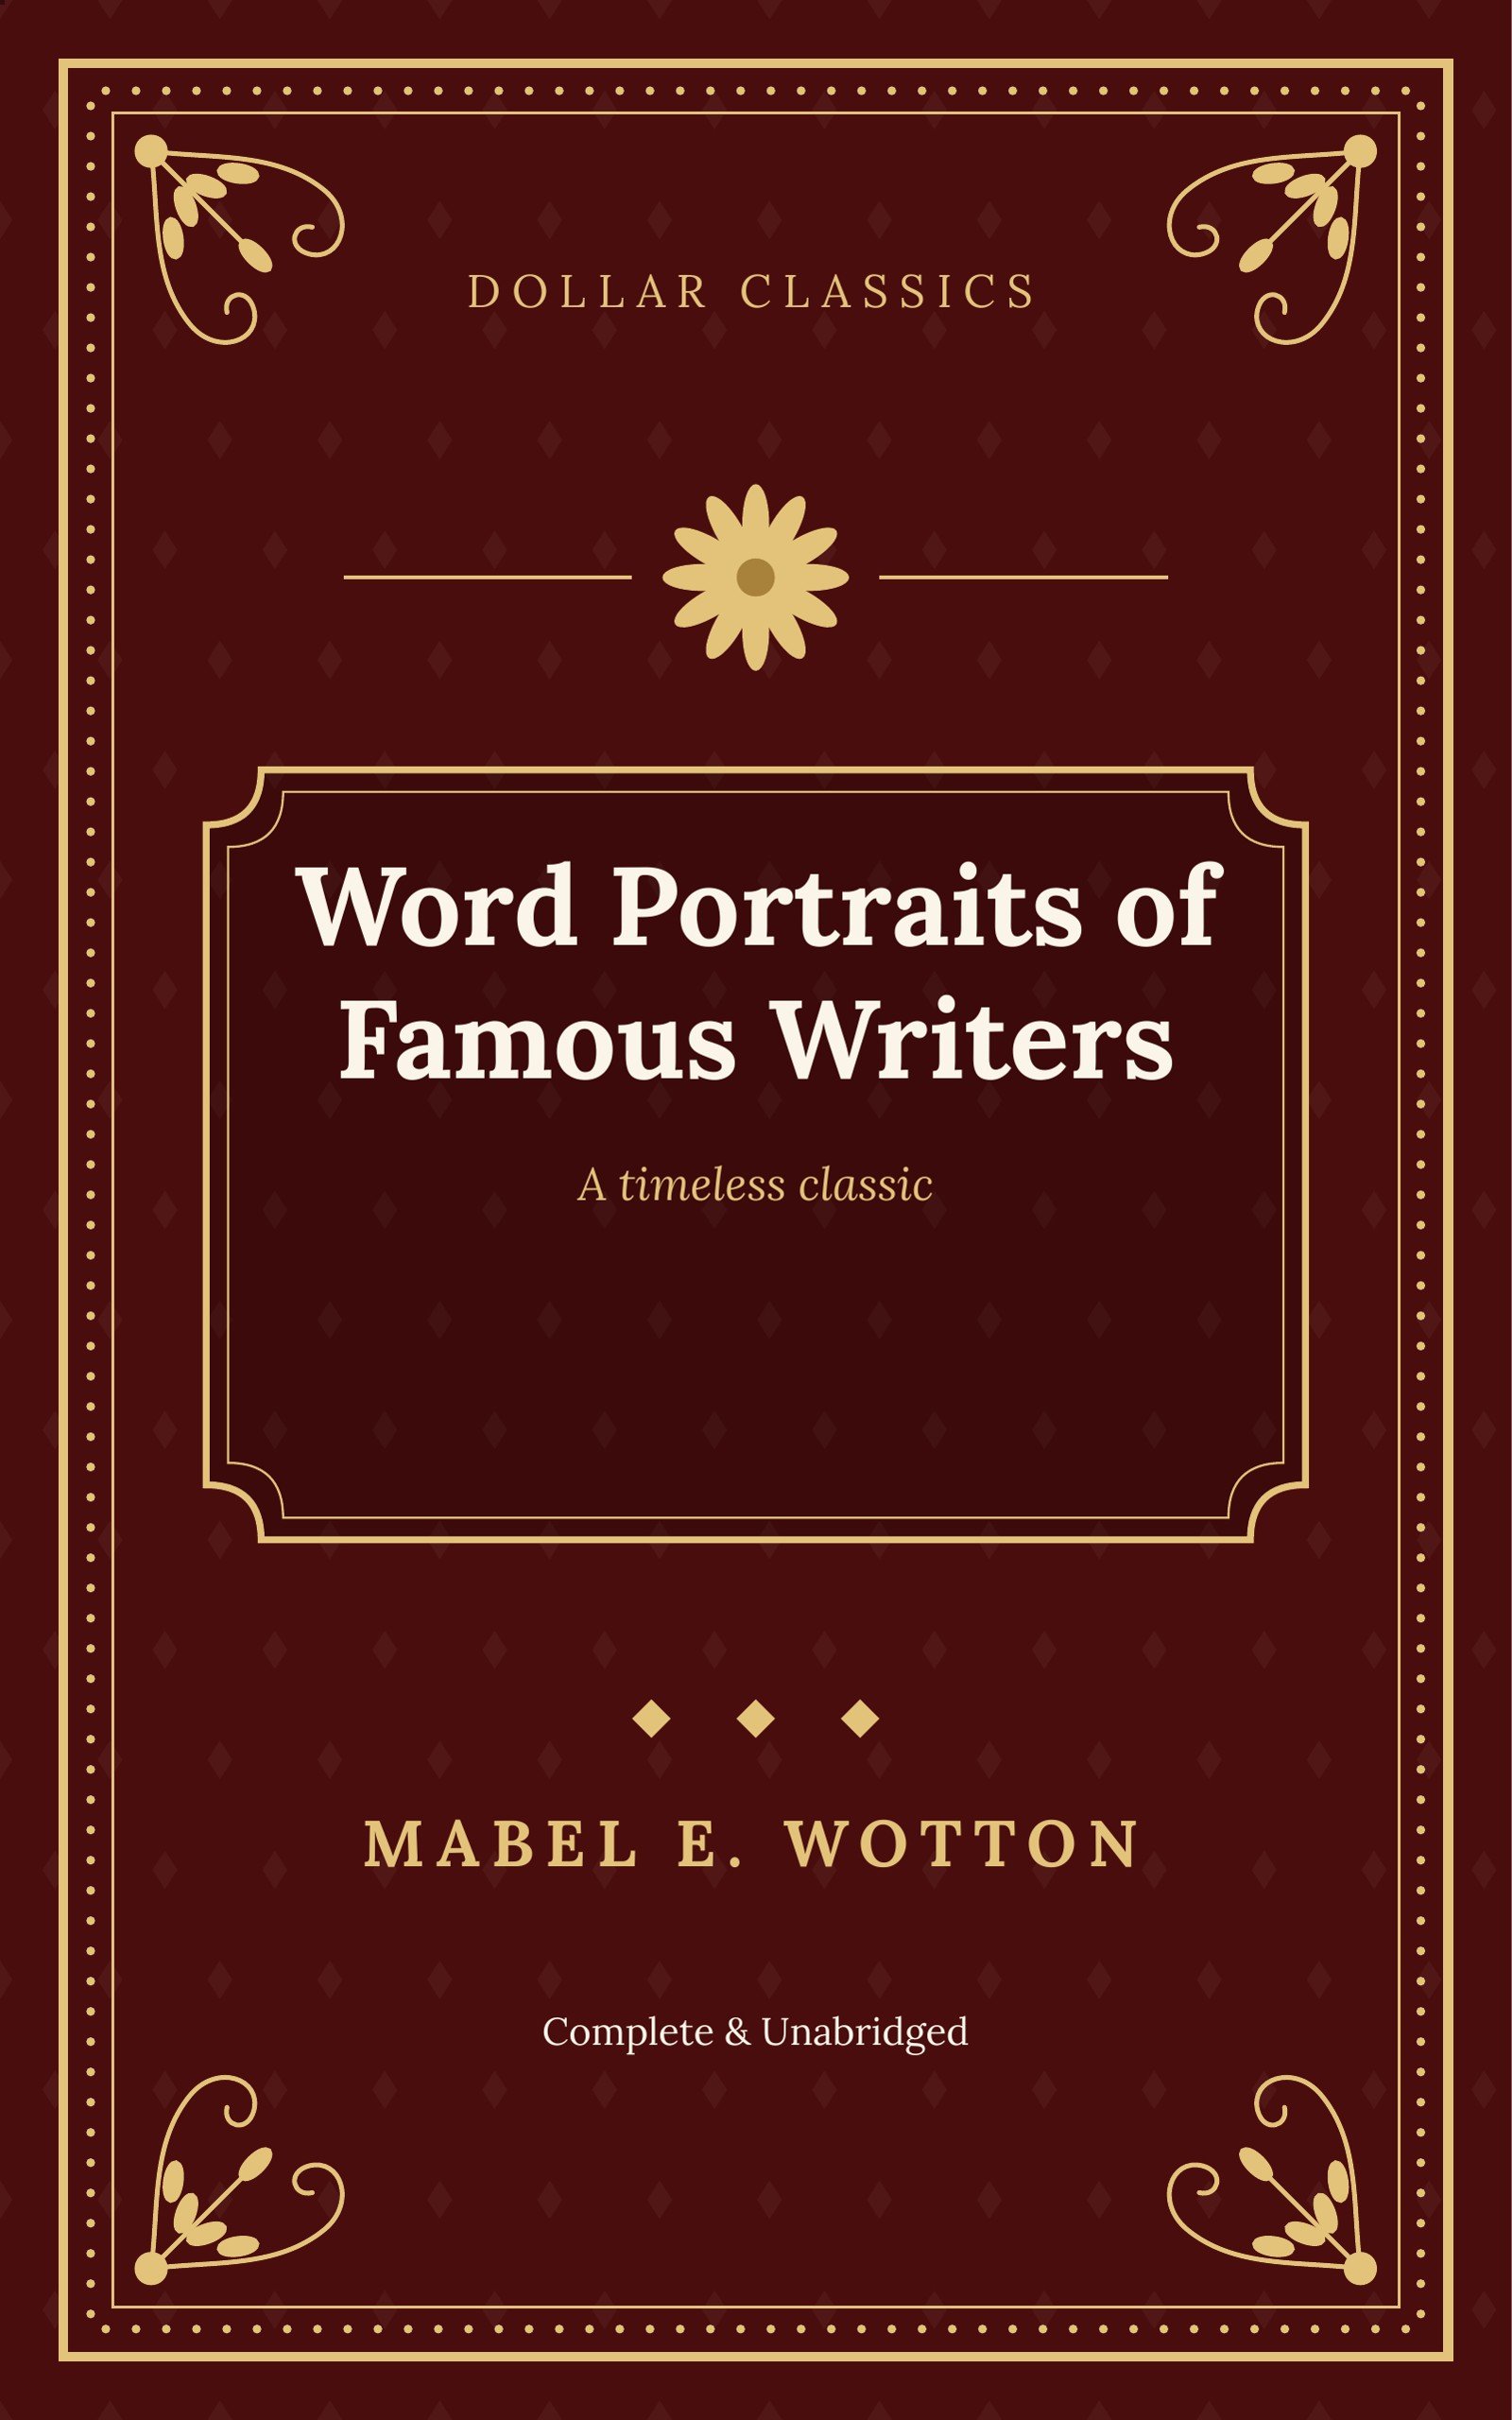 DOLLAR CLASSICS
Word Portraits of
Famous Writers
A timeless classic
MABEL E. WOTTON
Complete & Unabridged